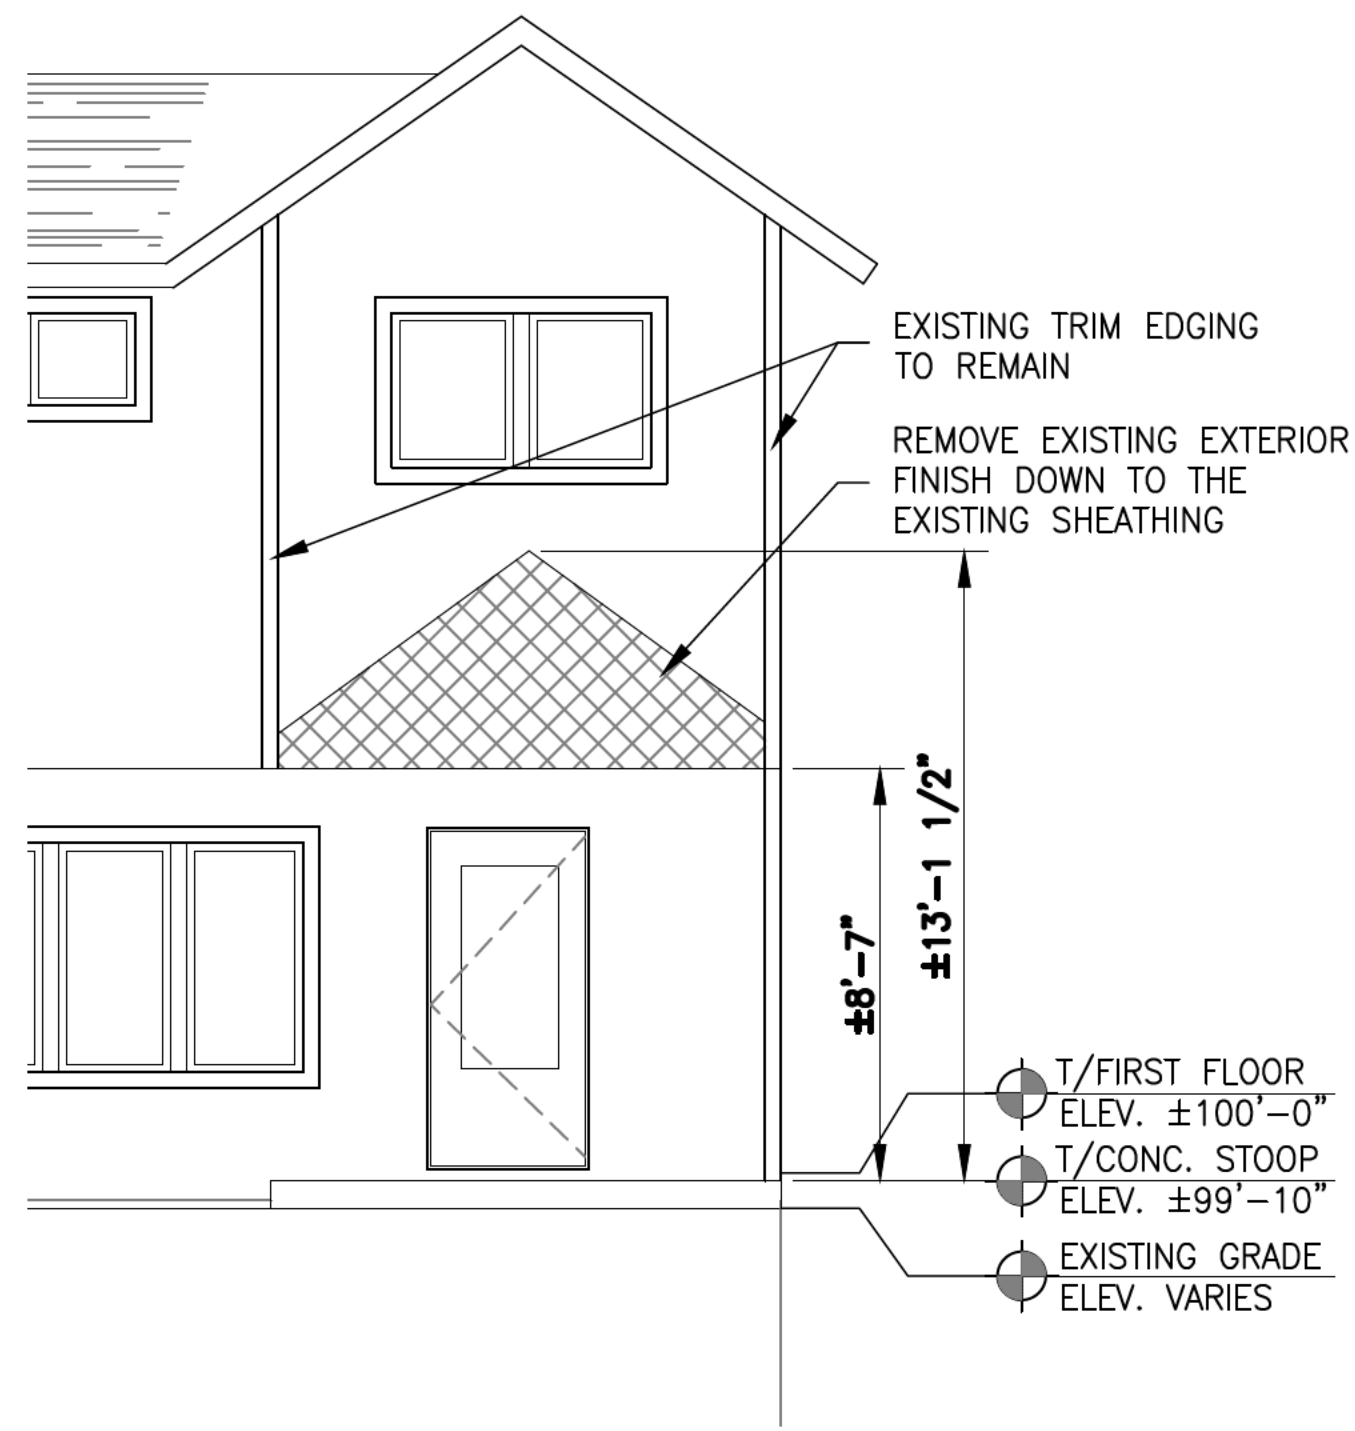 EXISTING TRIM EDGING
TO REMAIN
REMOVE EXISTING EXTERIOR
FINISH DOWN TO THE
EXISTING SHEATHING
±13'-1 1/2"
±8'-7"
T/FIRST FLOOR
ELEV. ±100'-0"
T/CONC. STOOP
ELEV. ±99'-10"
EXISTING GRADE
ELEV. VARIES